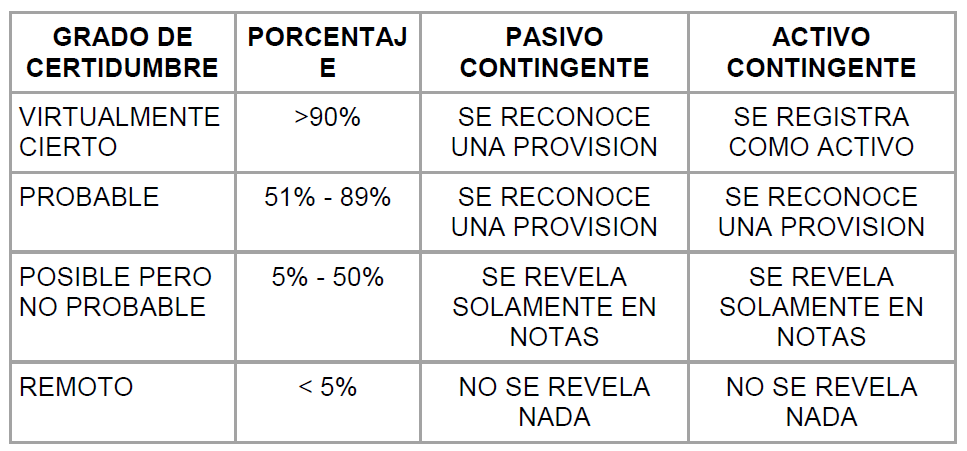 GRADO DE
CERTIDUMBRE
PORCENTAJ
E
PASIVO
CONTINGENTE
ACTIVO
CONTINGENTE
VIRTUALMENTE
CIERTO
>90%
SE RECONOCE
UNA PROVISION
SE REGISTRA
COMO ACTIVO
PROBABLE
51% - 89%
SE RECONOCE
UNA PROVISION
SE RECONOCE
UNA PROVISION
POSIBLE PERO
NO PROBABLE
5% - 50%
SE REVELA
SOLAMENTE EN
NOTAS
SE REVELA
SOLAMENTE EN
NOTAS
REMOTO
< 5%
NO SE REVELA
NADA
NO SE REVELA
NADA